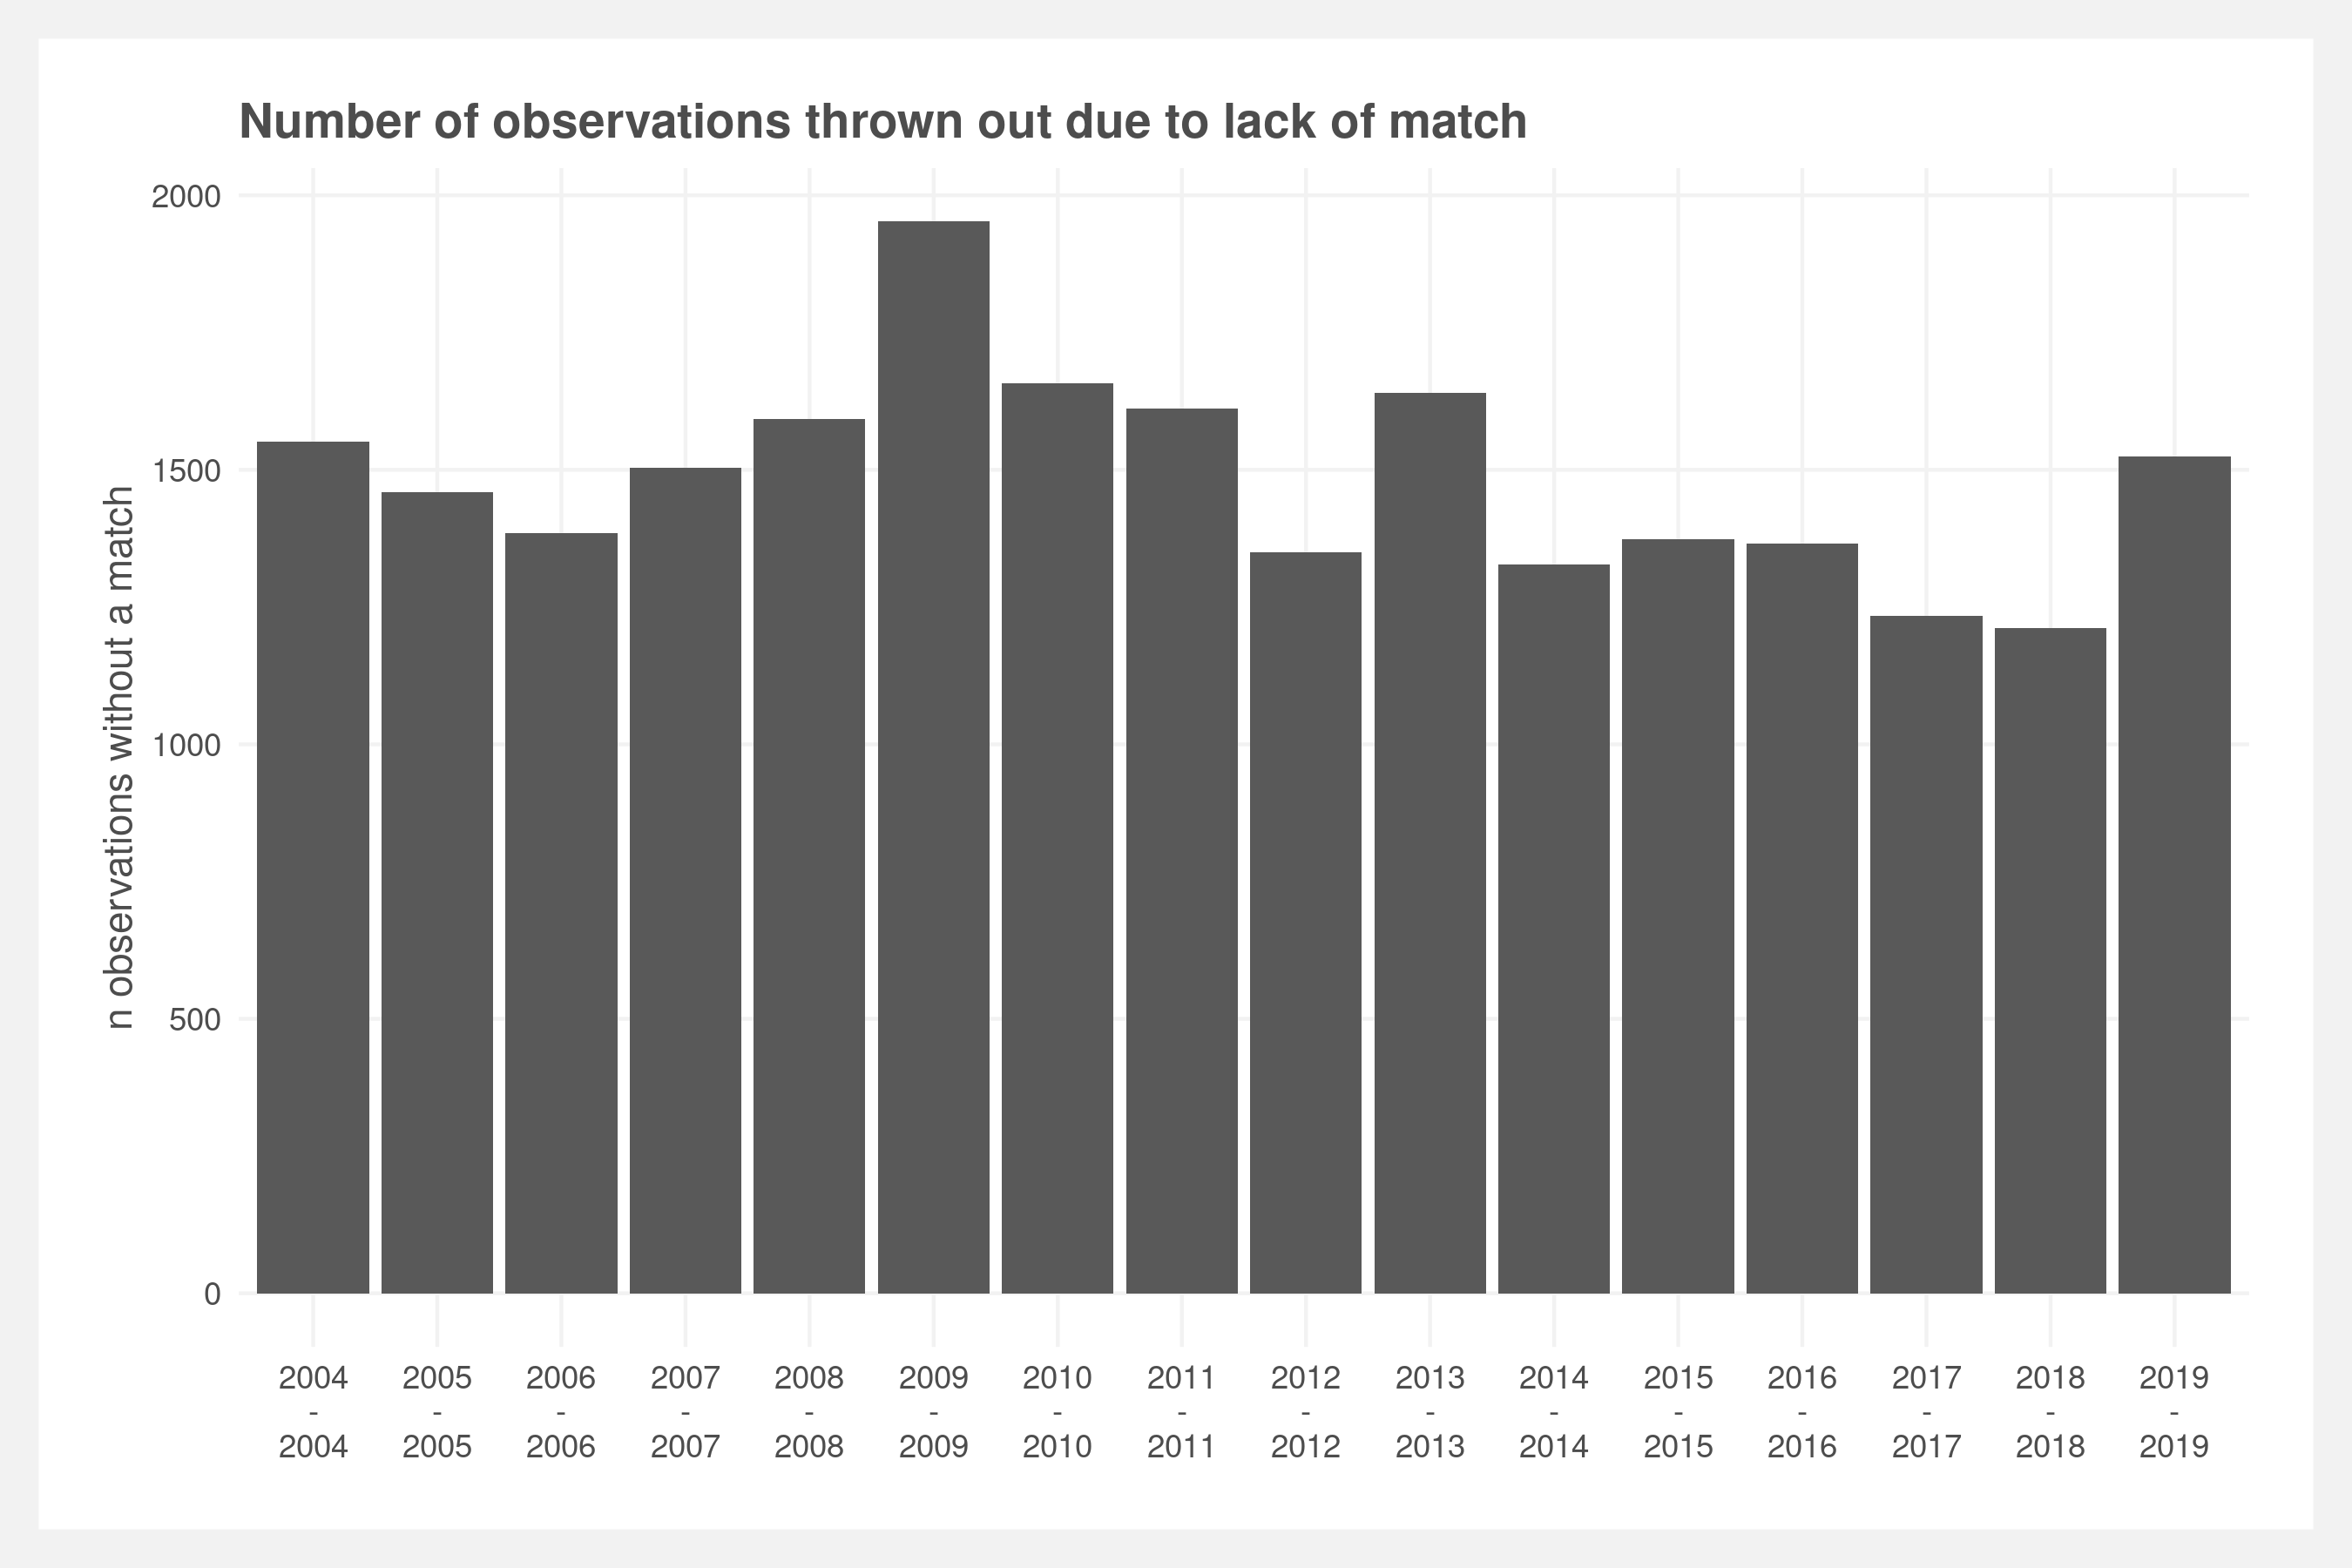 Number of observations thrown out due to lack of match
n observations without a match
2000
1500
1000
500
0
2004 2005 2006 2007 2008 2009 2010 2011 2012 2013 2014 2015 2016 2017 2018 2019
- - - - - - - - - - - - - - - -
2004 2005 2006 2007 2008 2009 2010 2011 2012 2013 2014 2015 2016 2017 2018 2019